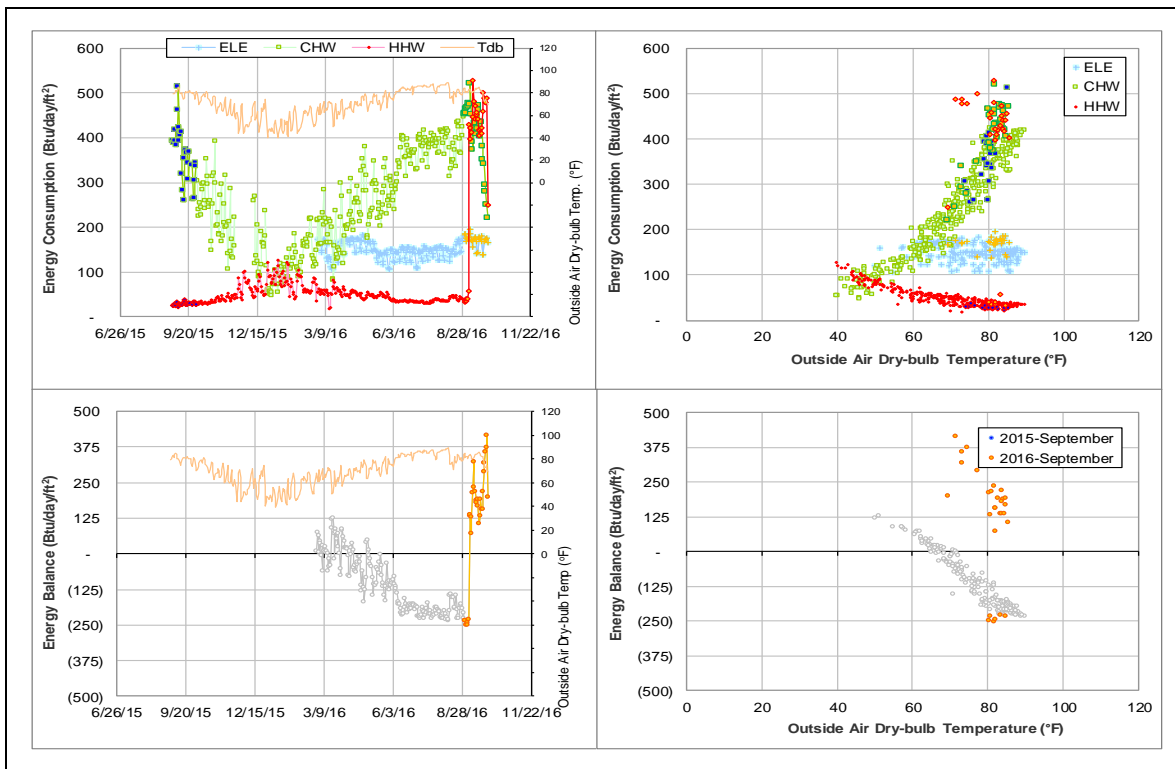 ELE CHW HHW Tdb
Energy Consumption (Btu/day/ft²)
600
500
400
300
200
100
-
120
100
80
60
40
20
0
Outside Air Dry-bulb Temp. (°F)
6/26/15 9/20/15 12/15/15 3/9/16 6/3/16 8/28/16 11/22/16
Energy Consumption (Btu/day/ft²)
600
500
400
300
200
100
-
ELE
CHW
HHW
0 20 40 60 80 100 120
Outside Air Dry-bulb Temperature (°F)
Energy Balance (Btu/day/ft²)
500
375
250
125
-
(125)
(250)
(375)
(500)
120
100
80
60
40
20
0
Outside Air Dry-bulb Temp (°F)
6/26/15 9/20/15 12/15/15 3/9/16 6/3/16 8/28/16 11/22/16
Energy Balance (Btu/day/ft²)
500
375
250
125
-
(125)
(250)
(375)
(500)
2015-September
2016-September
0 20 40 60 80 100 120
Outside Air Dry-bulb Temperature (°F)